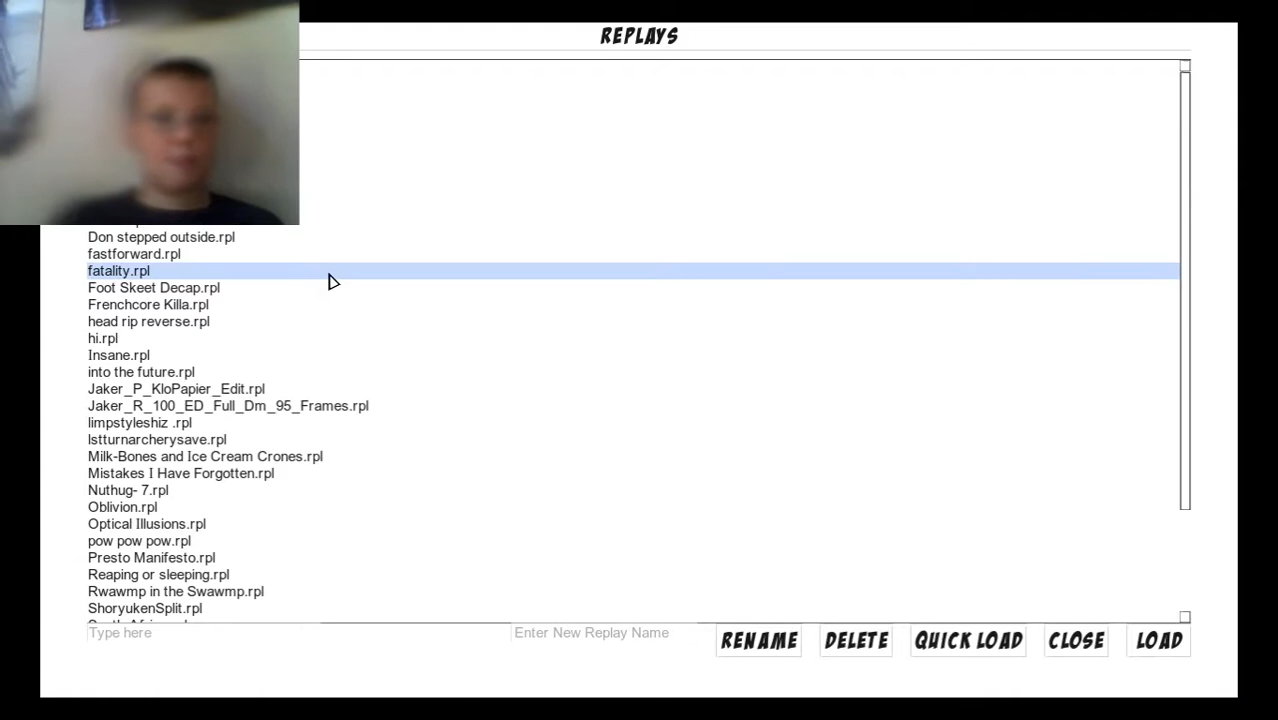 REPLAYS
Don stepped outside.rpl
fastforward.rpl
fatality.rpl
Foot Skeet Decap.rpl
Frenchcore Killa.rpl
head rip reverse.rpl
hi.rpl
Insane.rpl
into the future.rpl
Jaker_P_KloPapier_Edit.rpl
Jaker_R_100_ED_Full_Dm_95_Frames.rpl
limpstyleshiz .rpl
lstturnarcherysave.rpl
Milk-Bones and Ice Cream Crones.rpl
Mistakes I Have Forgotten.rpl
Nuthug- 7.rpl
Oblivion.rpl
Optical Illusions.rpl
pow pow pow.rpl
Presto Manifesto.rpl
Reaping or sleeping.rpl
Rwawmp in the Swawmp.rpl
ShoryukenSplit.rpl
Type here
Enter New Replay Name
RENAME DELETE QUICK LOAD CLOSE LOAD